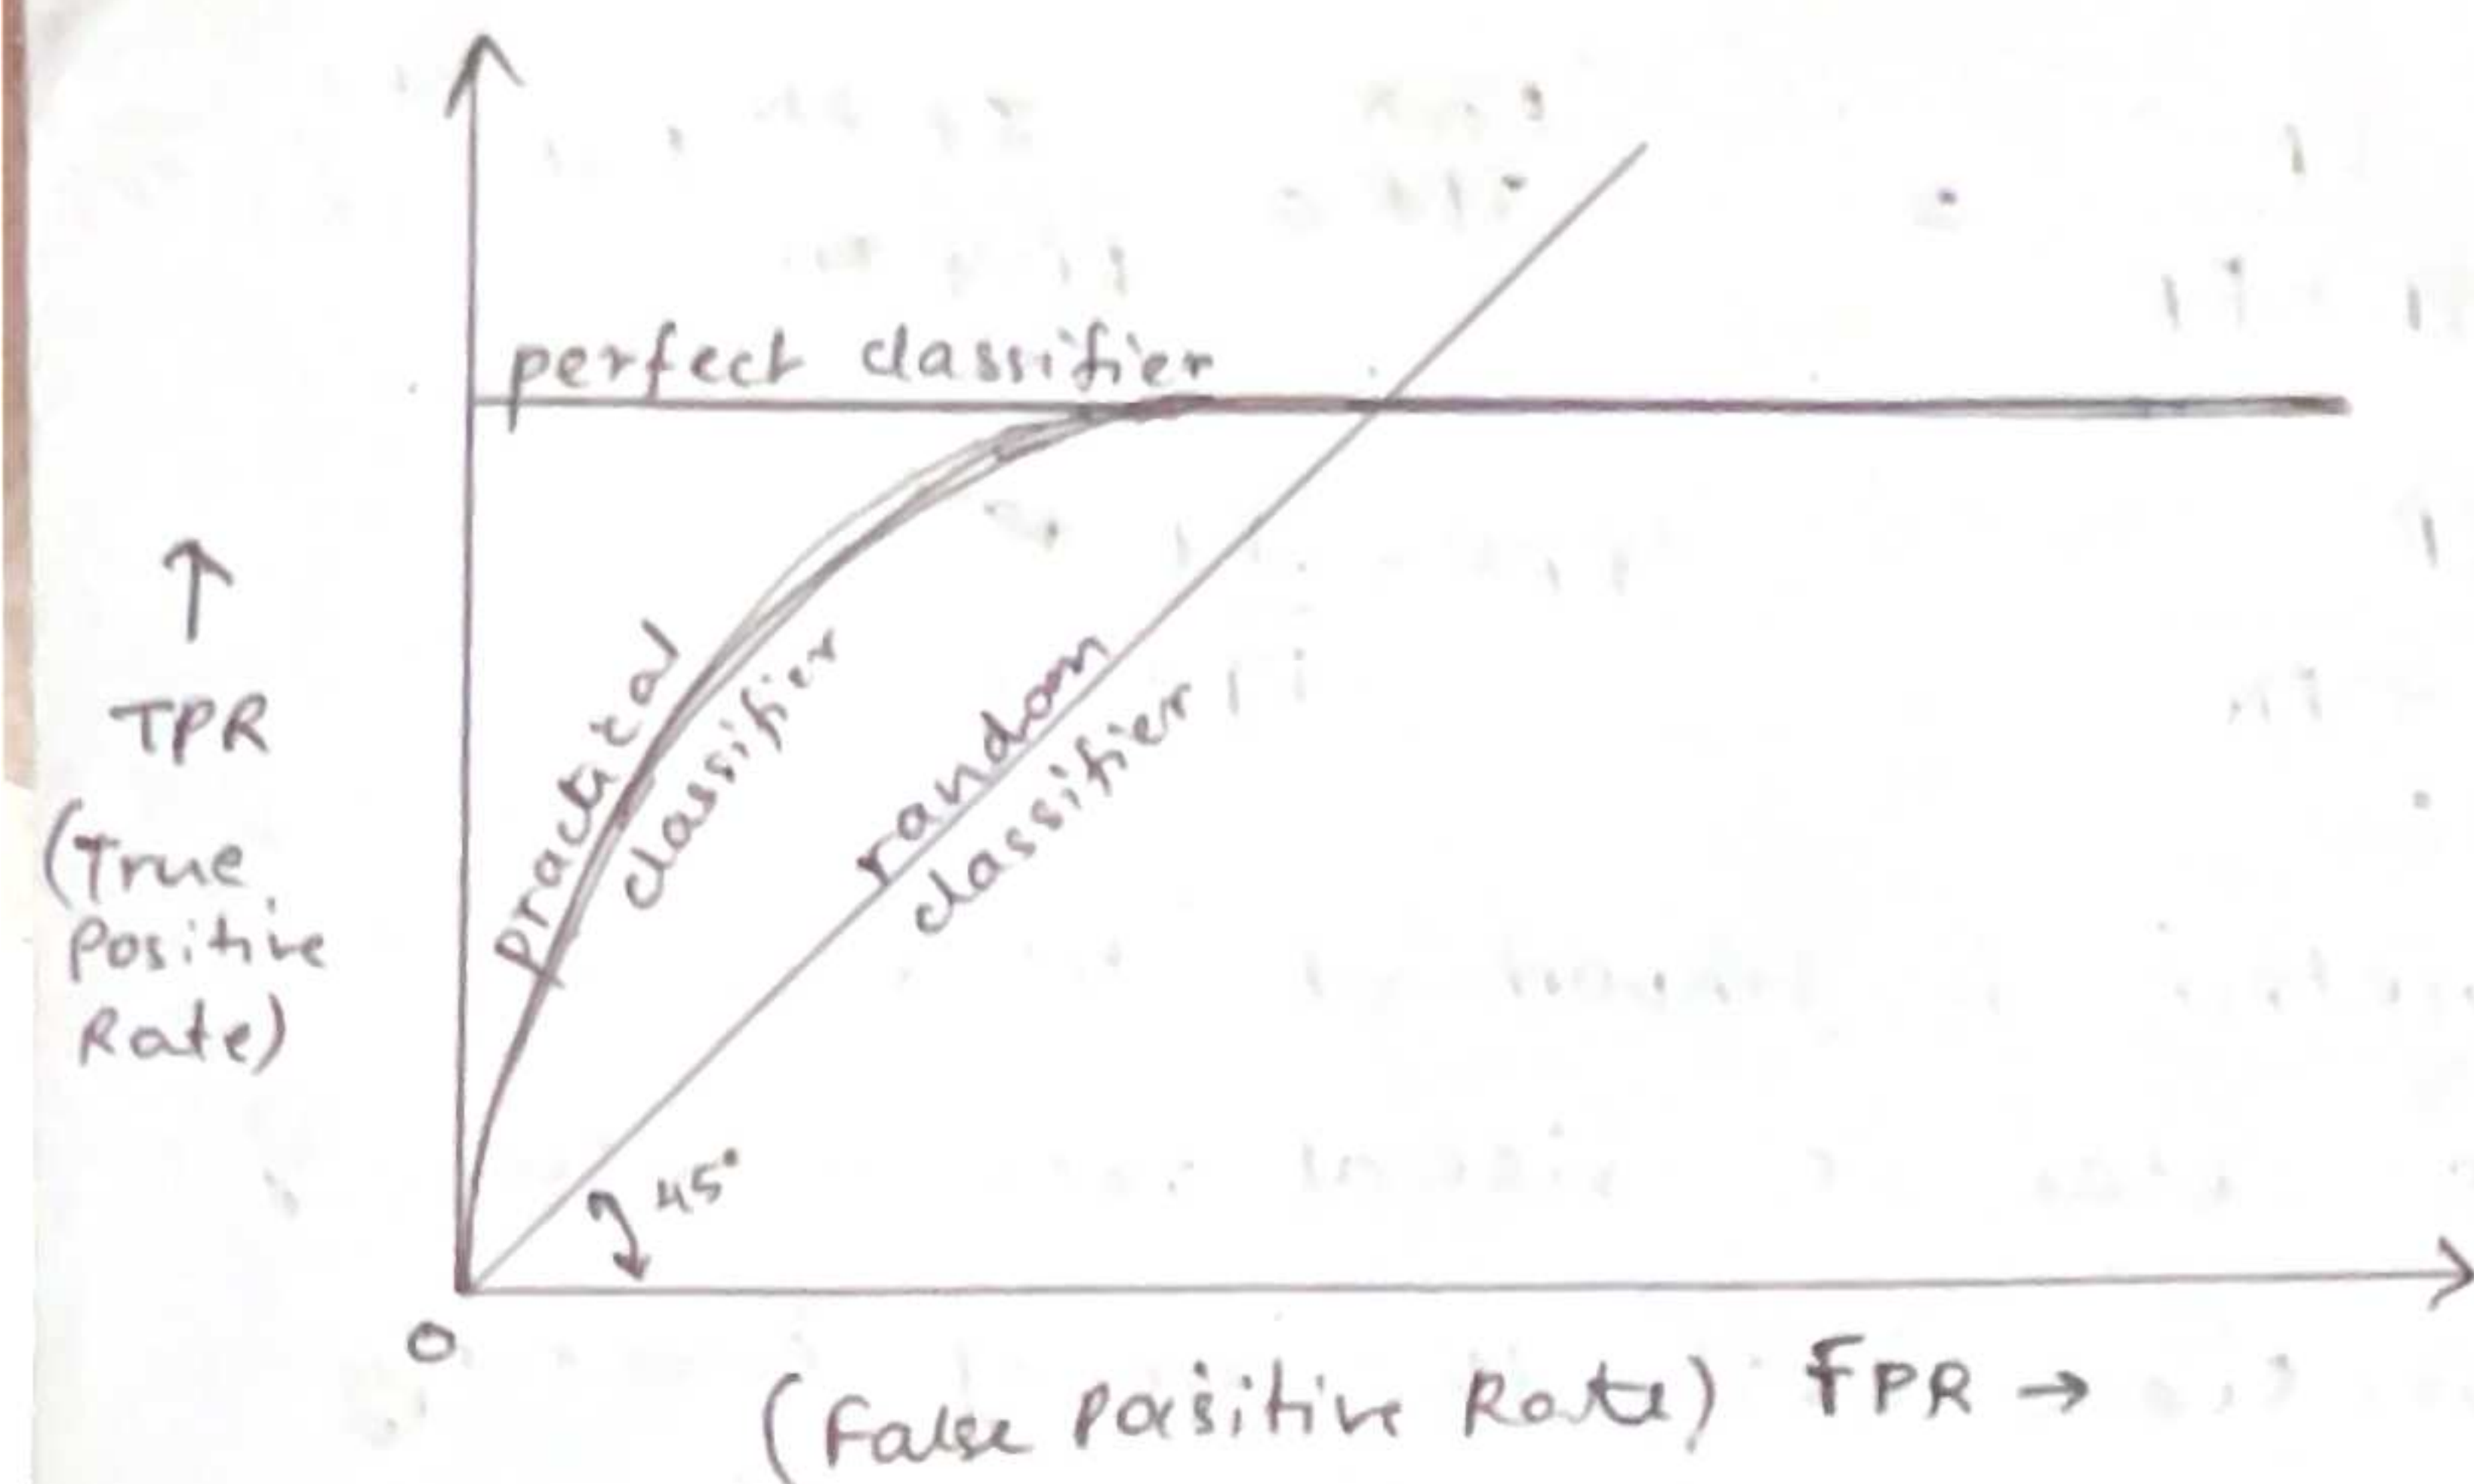 perfect classifier
practical
classifier
random
classifier
↑
TPR
(True
Positive
Rate)
45°
0
(False Positive Rate) FPR →